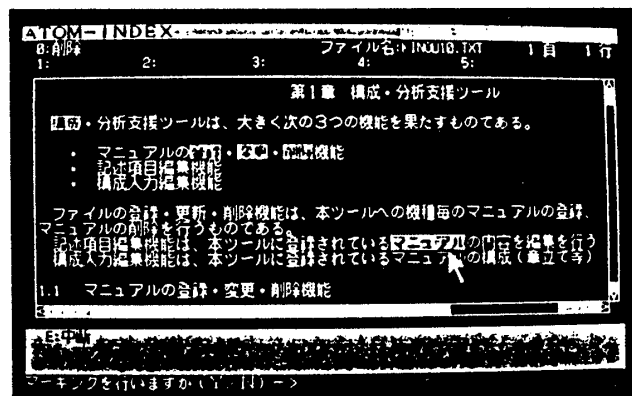 ATOM-INDEX
0:削除 ファイル名: INOU10.TXT 1頁 1行
1: 2: 3: 4: 5:
第1章 構成・分析支援ツール
構成・分析支援ツールは、大きく次の3つの機能を果たすものである。
・ マニュアルの登録・変更・削除機能
・ 記述項目編集機能
・ 構成入力編集機能
ファイルの登録・更新・削除機能は、本ツールへの機種毎のマニュアルの登録、
マニュアルの削除を行うものである。
記述項目編集機能は、本ツールに登録されているマニュアルの内容を編集を行う
構成入力編集機能は、本ツールに登録されているマニュアルの構成(章立て等)
1.1 マニュアルの登録・変更・削除機能
E:中断
マーキングを行いますか(Y/N)->